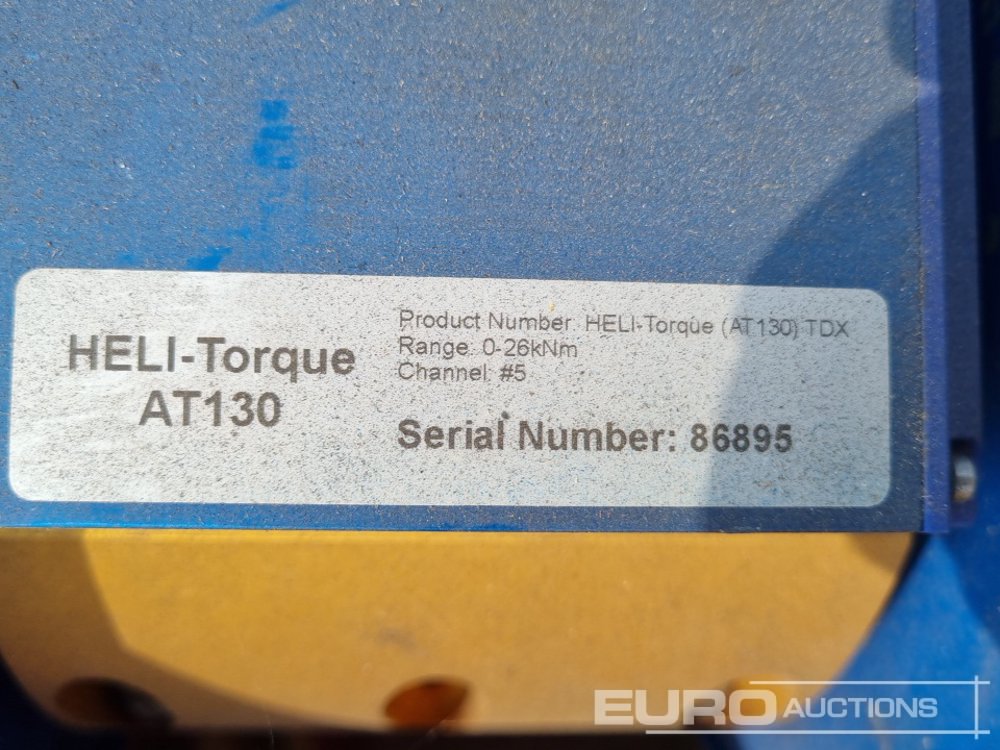 HELI-Torque
AT130
Product Number: HELI-Torque (AT130) TDX
Range: 0-26kNm
Channel: #5
Serial Number: 86895
EURO AUCTIONS